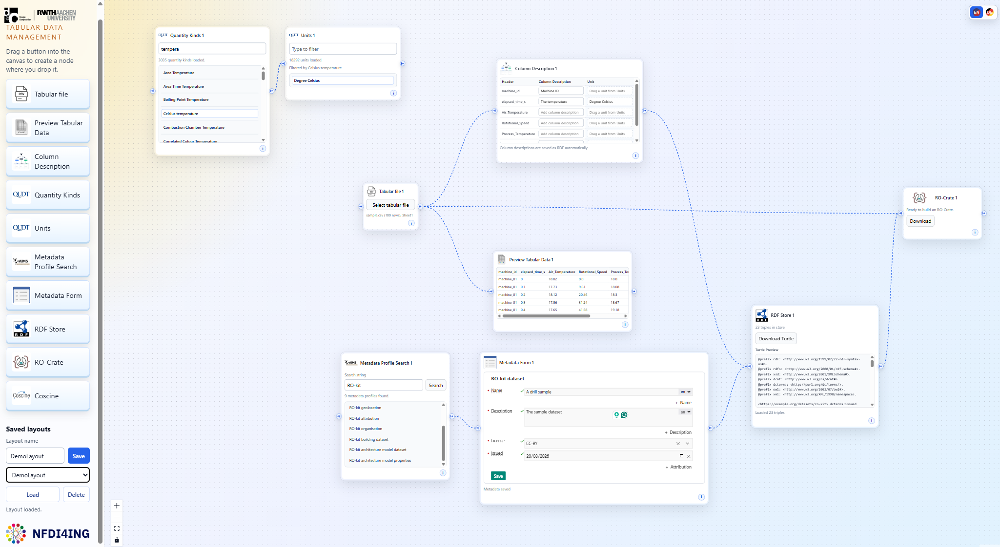 Design
Computation
RWTH AACHEN
UNIVERSITY
TABULAR DATA
MANAGEMENT
Drag a button into the
canvas to create a node
where you drop it.
CSV
Tabular file
CALC
Preview Tabular
Data
Column
Description
QUDT
Quantity Kinds
QUDT
Units
AIMS
Metadata
Profile Search
Metadata Form
RDF
RDF Store
RO-Crate
Coscine
Coscine
Saved layouts
Layout name
DemoLayout
Save
DemoLayout
Load
Delete
Layout loaded.
NFDI4ING
EN
DE
QUDT
Quantity Kinds 1
tempera
3035 quantity kinds loaded.
Area Temperature
Area Time Temperature
Boiling Point Temperature
Celsius temperature
Combustion Chamber Temperature
Correlated Colour Temperature
i
QUDT
Units 1
Type to filter
18292 units loaded.
Filtered by Celsius temperature
Degree Celsius
i
Column Description 1
Header Column Description Unit
machine_id Machine ID Drag a unit from Units
elapsed_time_s The temperature Degree Celsius
Air_Temperature Add column description Drag a unit from Units
Rotational_Speed Add column description Drag a unit from Units
Process_Temperature Add column description Drag a unit from Units
Column descriptions are saved as RDF automatically
i
CSV
Tabular file 1
Select tabular file
sample.csv (100 rows), Sheet1
i
Preview Tabular Data 1
machine_id elapsed_time_s Air_Temperature Rotational_Speed Process_Te
machine_01 0 18.02 0.0 18.0
machine_01 0.1 17.73 9.61 18.08
machine_01 0.2 18.12 20.46 18.3
machine_01 0.3 17.56 31.24 18.67
machine_01 0.4 17.65 41.58 19.18
i
RO-Crate 1
Ready to build an RO-Crate.
Download
i
AIMS
Metadata Profile Search 1
Search string
RO-kit
Search
9 metadata profiles found.
RO-kit geolocation
RO-kit attribution
RO-kit organisation
RO-kit building dataset
RO-kit architecture model dataset
RO-kit architecture model properties
i
Metadata Form 1
RO-kit dataset
Name A drill sample en
+ Name
Description The sample dataset en
+ Description
License CC-BY
Issued 20/08/2026
+ Attribution
Save
Metadata saved
i
RDF
RDF Store 1
23 triples in store
Download Turtle
Turtle Preview
@prefix rdf: <http://www.w3.org/1999/02/22-rdf-syntax-
ns#>.
@prefix rdfs: <http://www.w3.org/2000/01/rdf-schema#>.
@prefix xsd: <http://www.w3.org/2001/XMLSchema#>.
@prefix dcat: <http://www.w3.org/ns/dcat#>.
@prefix dcterms: <http://purl.org/dc/terms/>.
@prefix owl: <http://www.w3.org/2002/07/owl#>.
@prefix xml: <http://www.w3.org/XML/1998/namespace>.
<https://example.org/datasets/ro-kit> dcterms:issued
Loaded 23 triples.
i